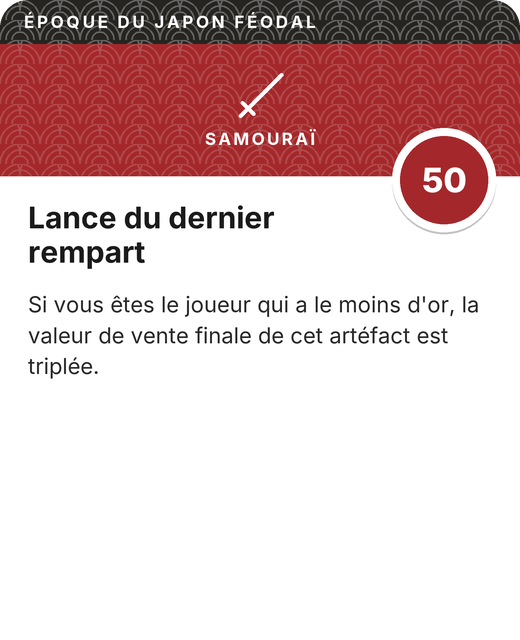 ÉPOQUE DU JAPON FÉODAL
SAMOURAÏ
50
Lance du dernier
rempart
Si vous êtes le joueur qui a le moins d'or, la
valeur de vente finale de cet artéfact est
triplée.